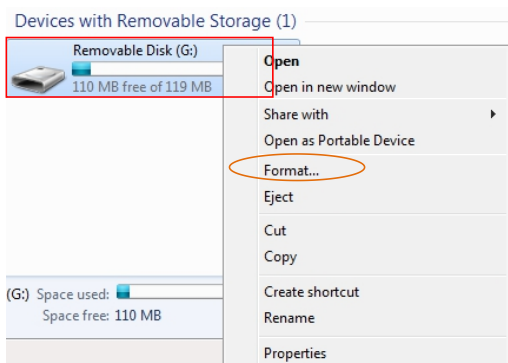 Devices with Removable Storage (1)
Removable Disk (G:)
110 MB free of 119 MB
Open
Open in new window
Share with
Open as Portable Device
Format...
Eject
Cut
Copy
Create shortcut
Rename
Properties
(G:) Space used:
Space free: 110 MB